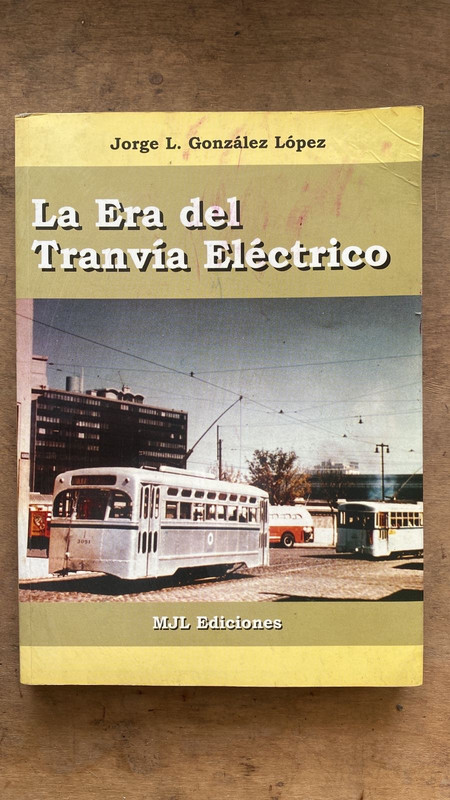 Jorge L. González López
La Era del
Tranvía Eléctrico
MJL Ediciones